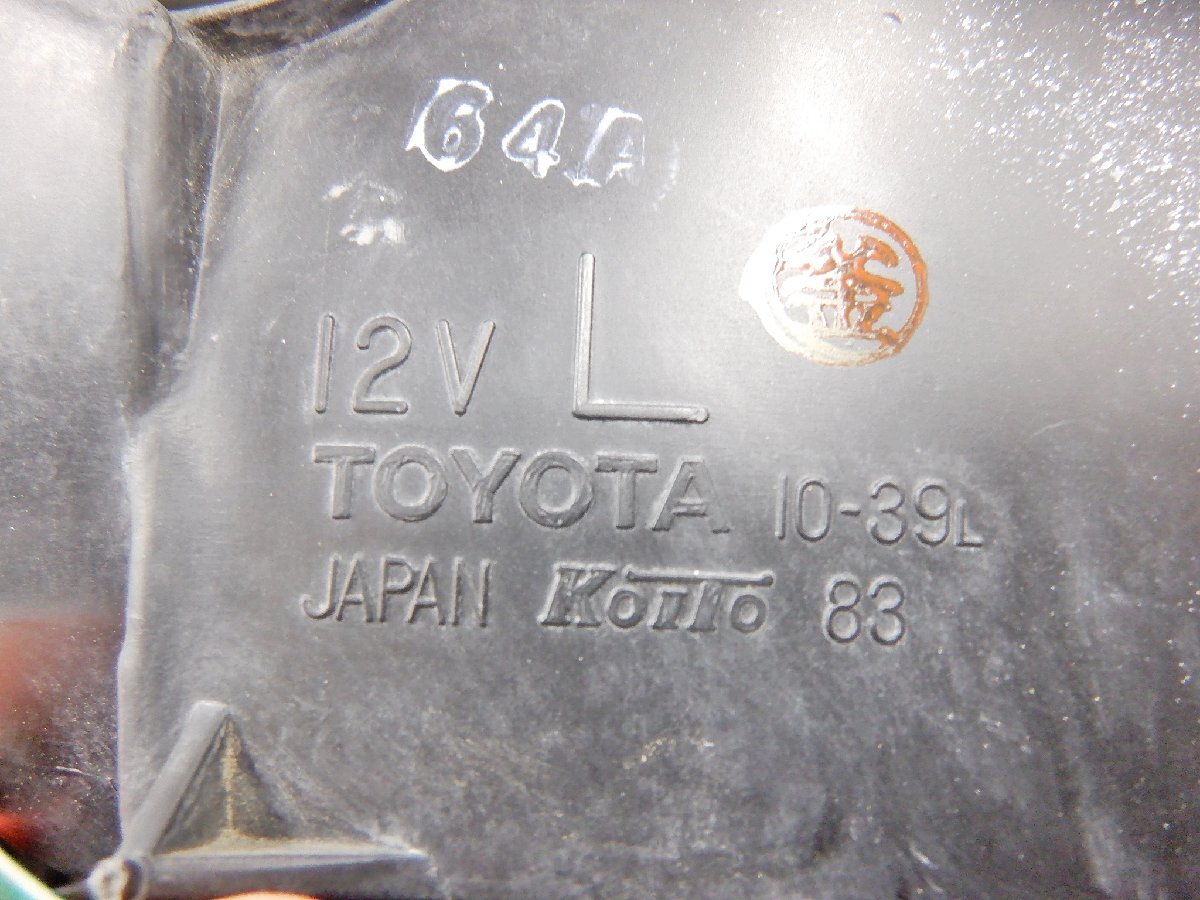 64A
12V L
TOYOTA 10-39L
JAPAN Koito 83